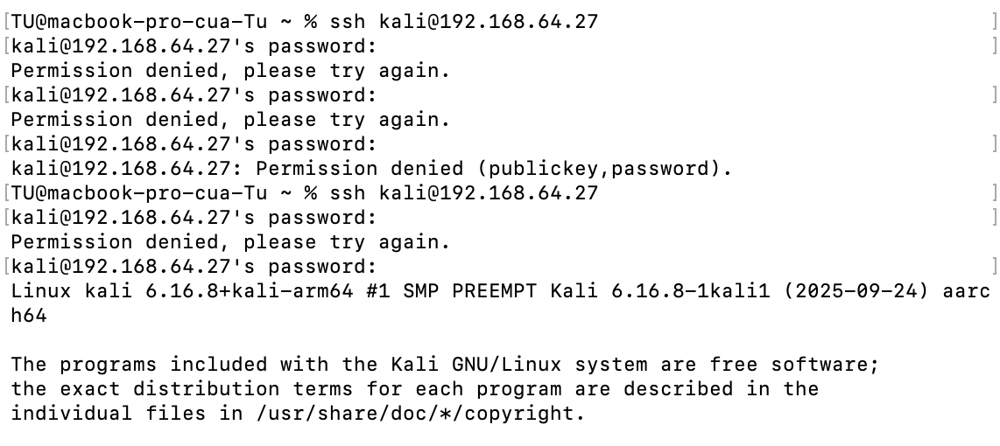 [TU@macbook-pro-cua-Tu ~ % ssh kali@192.168.64.27 ]
[kali@192.168.64.27's password: ]
Permission denied, please try again.
[kali@192.168.64.27's password: ]
Permission denied, please try again.
[kali@192.168.64.27's password: ]
kali@192.168.64.27: Permission denied (publickey,password).
[TU@macbook-pro-cua-Tu ~ % ssh kali@192.168.64.27 ]
[kali@192.168.64.27's password: ]
Permission denied, please try again.
[kali@192.168.64.27's password: ]
Linux kali 6.16.8+kali-arm64 #1 SMP PREEMPT Kali 6.16.8-1kali1 (2025-09-24) aarc
h64

The programs included with the Kali GNU/Linux system are free software;
the exact distribution terms for each program are described in the
individual files in /usr/share/doc/*/copyright.